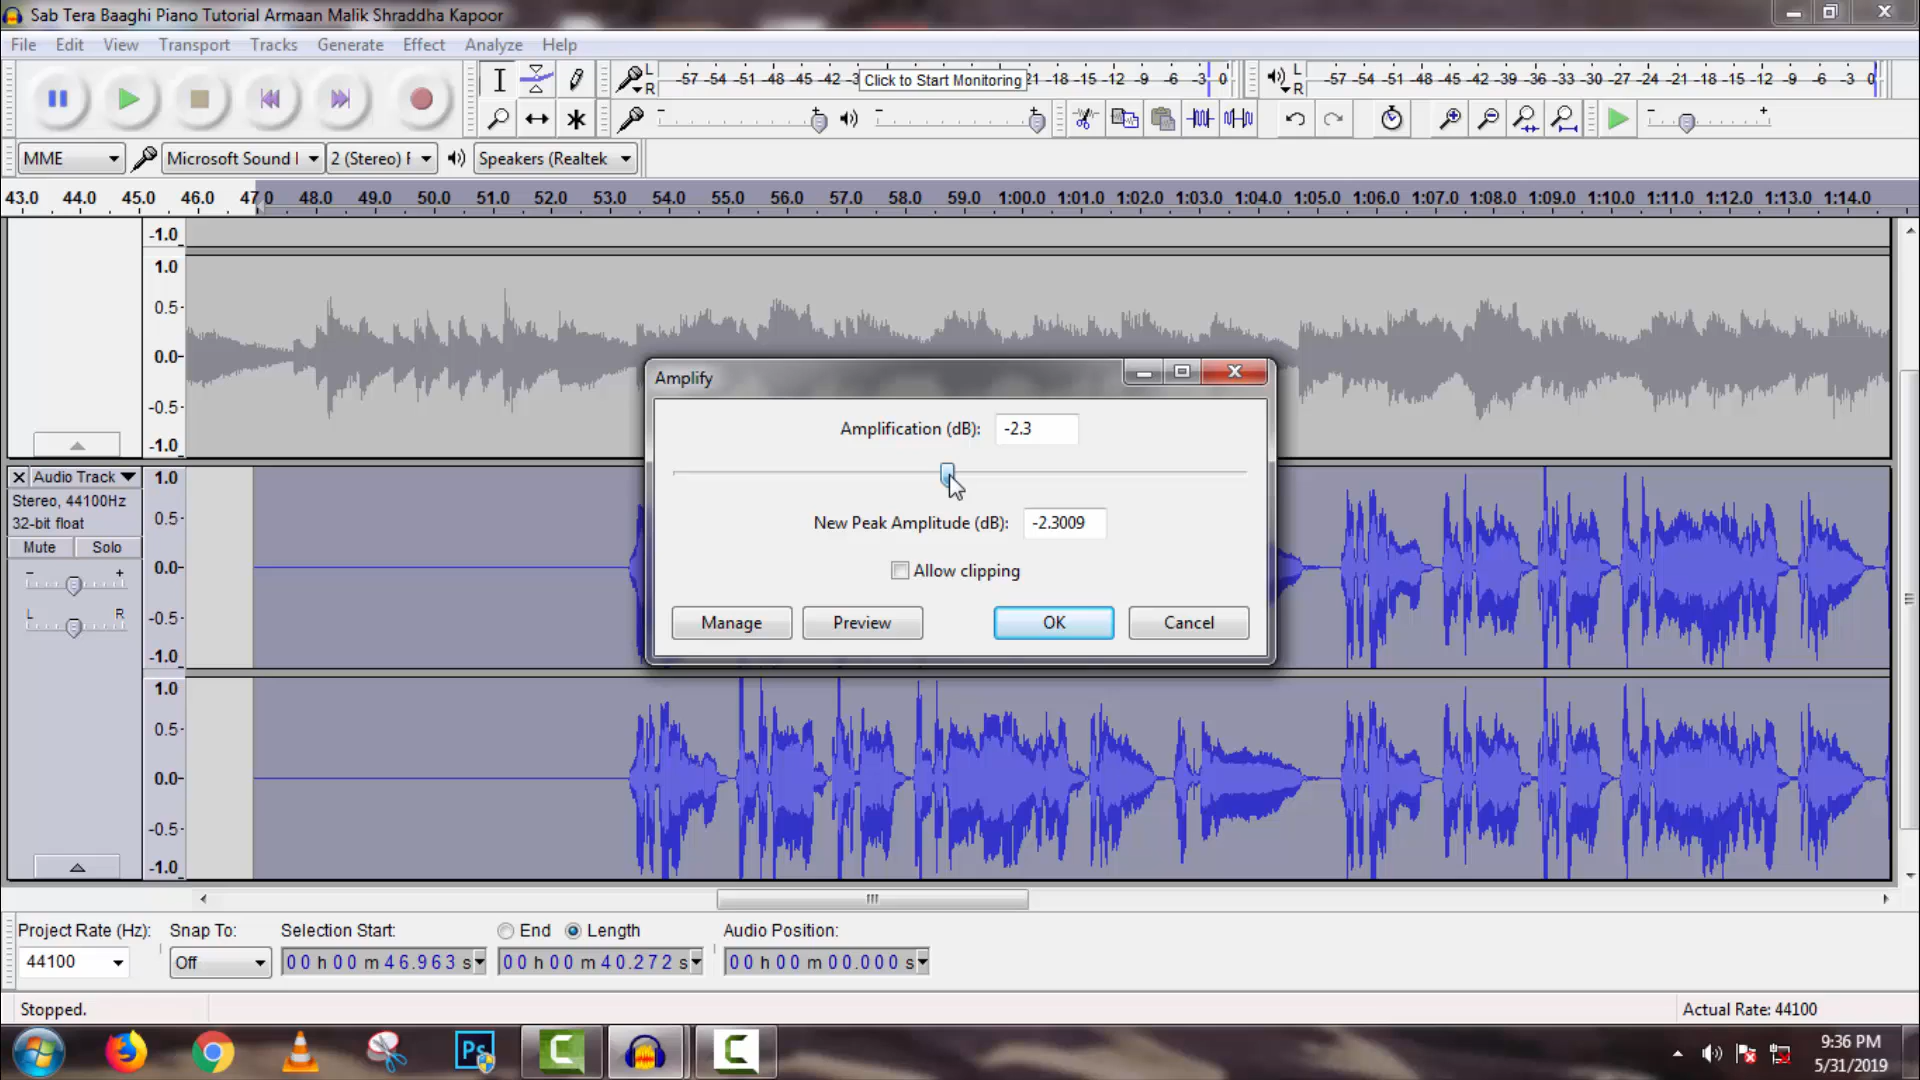 Sab Tera Baaghi Piano Tutorial Armaan Malik Shraddha Kapoor
File Edit View Transport Tracks Generate Effect Analyze Help
L R -57 -54 -51 -48 -45 -42 -3 Click to Start Monitoring 21 -18 -15 -12 -9 -6 -3 0 L R -57 -54 -51 -48 -45 -42 -39 -36 -33 -30 -27 -24 -21 -18 -15 -12 -9 -6 -3 0
MME Microsoft Sound 2 (Stereo) Speakers (Realtek
43.0 44.0 45.0 46.0 47.0 48.0 49.0 50.0 51.0 52.0 53.0 54.0 55.0 56.0 57.0 58.0 59.0 1:00.0 1:01.0 1:02.0 1:03.0 1:04.0 1:05.0 1:06.0 1:07.0 1:08.0 1:09.0 1:10.0 1:11.0 1:12.0 1:13.0 1:14.0
-1.0
1.0
0.5
0.0
-0.5
-1.0
Amplify
Amplification (dB): -2.3
New Peak Amplitude (dB): -2.3009
Allow clipping
Manage Preview OK Cancel
Audio Track 1.0
Stereo, 44100Hz
32-bit float
0.5
Mute Solo
- + 0.0
L R -0.5
-1.0
1.0
0.5
0.0
-0.5
-1.0
Project Rate (Hz): Snap To: Selection Start: End Length Audio Position:
44100 Off 00 h 00 m 46.963 s 00 h 00 m 40.272 s 00 h 00 m 00.000 s
Stopped. Actual Rate: 44100
Ps
9:36 PM
5/31/2019